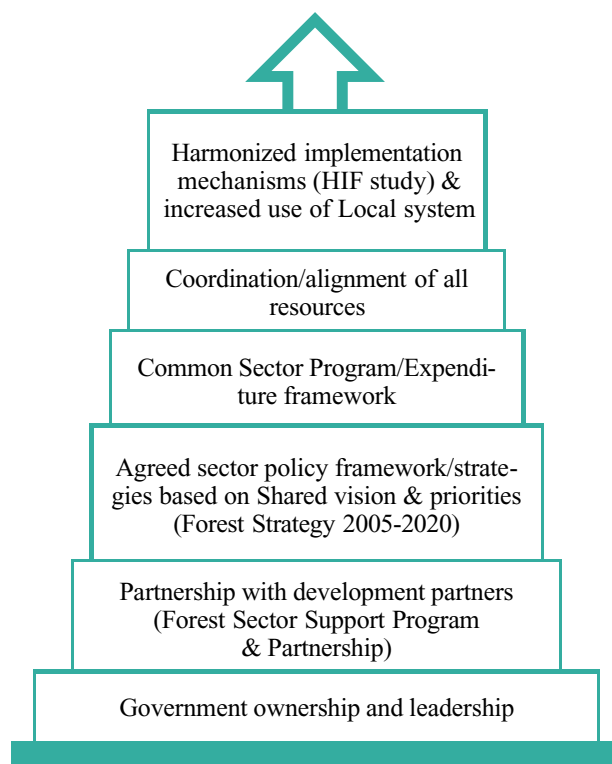 Harmonized implementation
mechanisms (HIF study) &
increased use of Local system
Coordination/alignment of all
resources
Common Sector Program/Expendi-
ture framework
Agreed sector policy framework/strate-
gies based on Shared vision & priorities
(Forest Strategy 2005-2020)
Partnership with development partners
(Forest Sector Support Program
& Partnership)
Government ownership and leadership